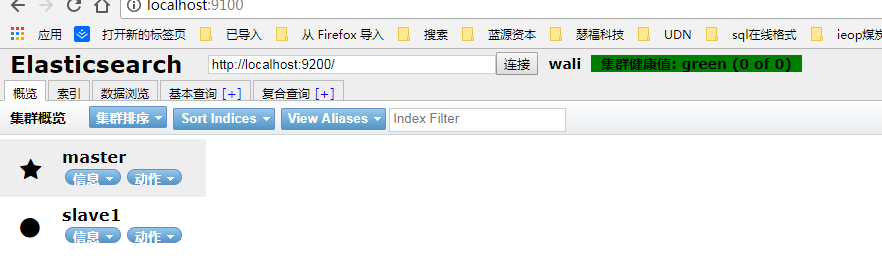 localhost:9100
应用 打开新的标签页 已导入 从 Firefox 导入 搜索 蓝源资本 瑟福科技 UDN sql在线格式 ieop煤炭
Elasticsearch http://localhost:9200/ 连接 wali 集群健康值: green (0 of 0)
概览 索引 数据浏览 基本查询 [+] 复合查询 [+]
集群概览 集群排序 Sort Indices View Aliases Index Filter
master
信息 动作
slave1
信息 动作